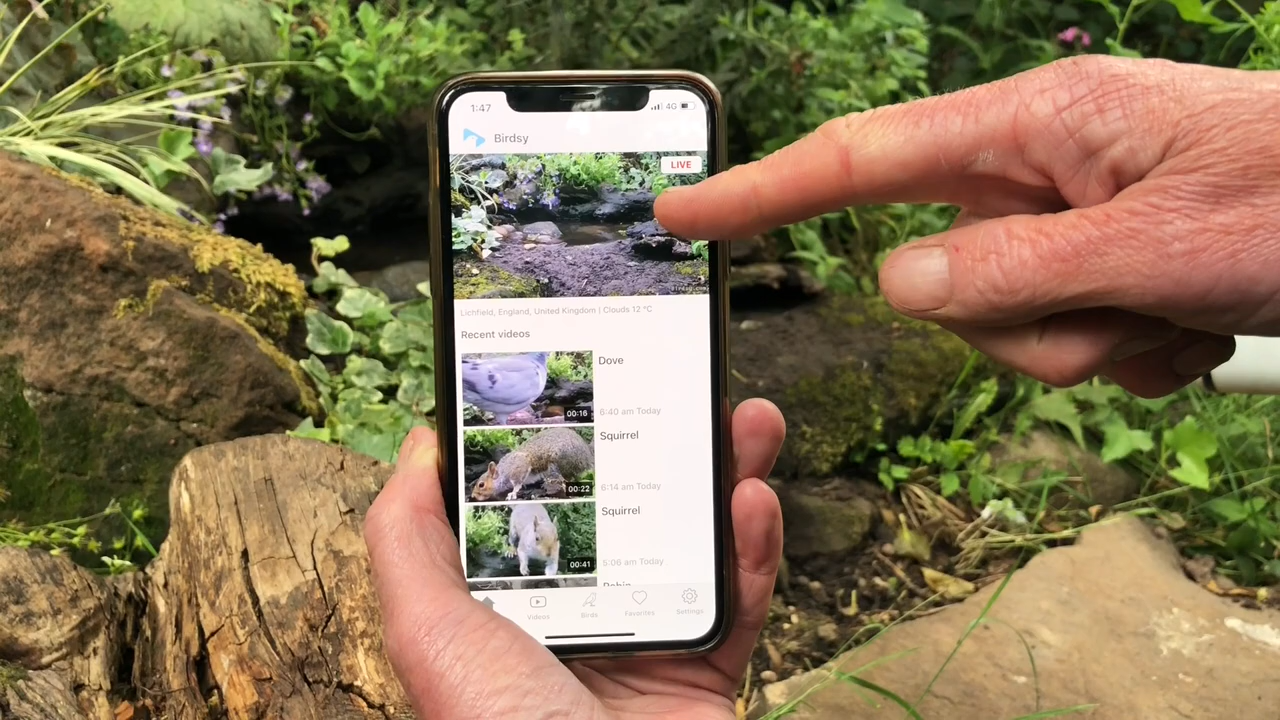 1:47
4G
Birdsy
LIVE
Lichfield, England, United Kingdom | Clouds 12 °C
Recent videos
Dove
00:16
6:40 am Today
Squirrel
00:22
6:14 am Today
Squirrel
00:41
5:06 am Today
Robin
Videos
Birds
Favorites
Settings